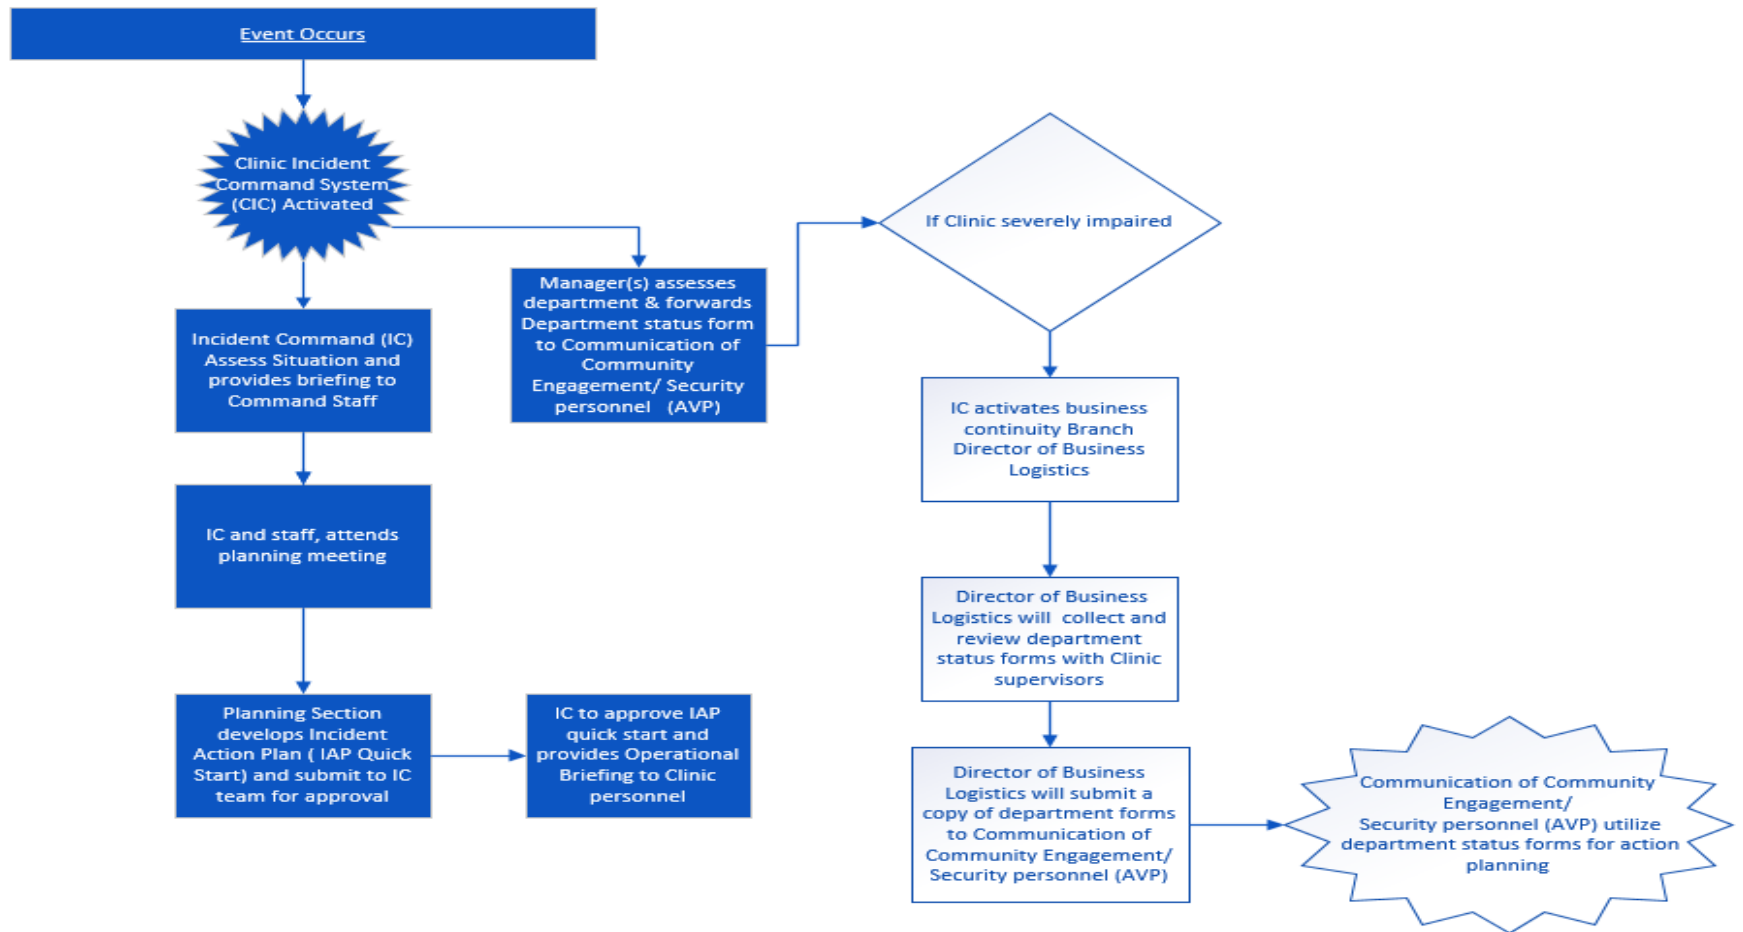 Event Occurs
Clinic Incident
Command System
(CIC) Activated
If Clinic severely impaired
Manager(s) assesses
department & forwards
Department status form
to Communication of
Community
Engagement/ Security
personnel (AVP)
Incident Command (IC)
Assess Situation and
provides briefing to
Command Staff
IC activates business
continuity Branch
Director of Business
Logistics
IC and staff, attends
planning meeting
Director of Business
Logistics will collect and
review department
status forms with Clinic
supervisors
Planning Section
develops Incident
Action Plan ( IAP Quick
Start) and submit to IC
team for approval
IC to approve IAP
quick start and
provides Operational
Briefing to Clinic
personnel
Director of Business
Logistics will submit a
copy of department forms
to Communication of
Community Engagement/
Security personnel (AVP)
Communication of Community
Engagement/
Security personnel (AVP) utilize
department status forms for action
planning